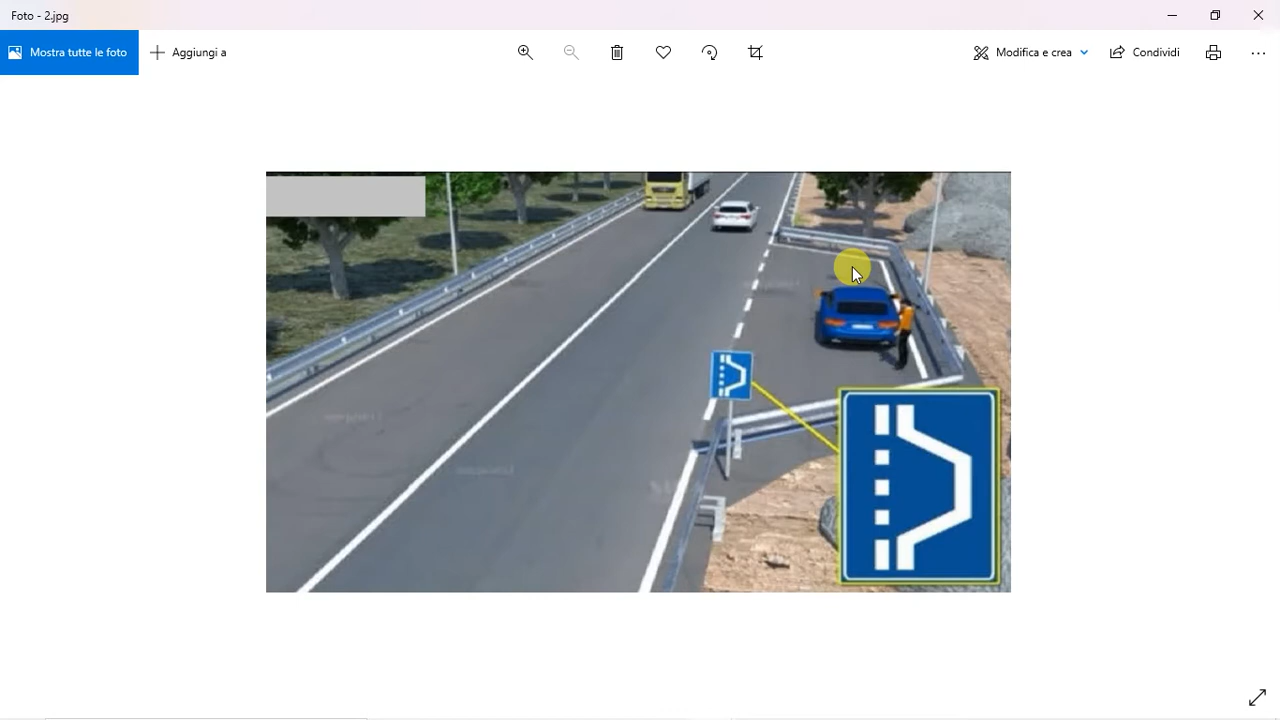 Foto - 2.jpg
Mostra tutte le foto
Aggiungi a
Modifica e crea
Condividi